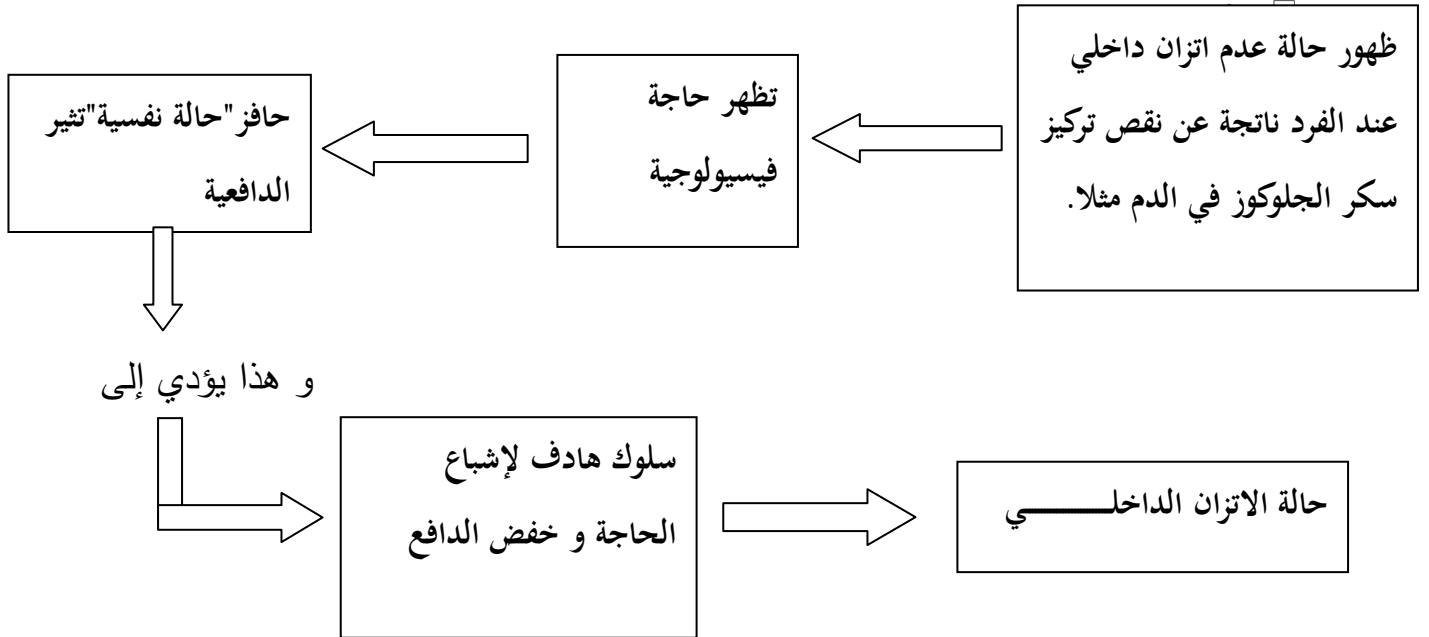 ظهور حالة عدم اتزان داخلي
عند الفرد ناتجة عن نقص تركيز
سكر الجلوكوز في الدم مثلا.
تظهر حاجة
فيسيولوجية
حافز "حالة نفسية"تثير
الدافعية
و هذا يؤدي إلى
سلوك هادف لإشباع
الحاجة و خفض الدافع
حالة الاتزان الداخلـــــــــي